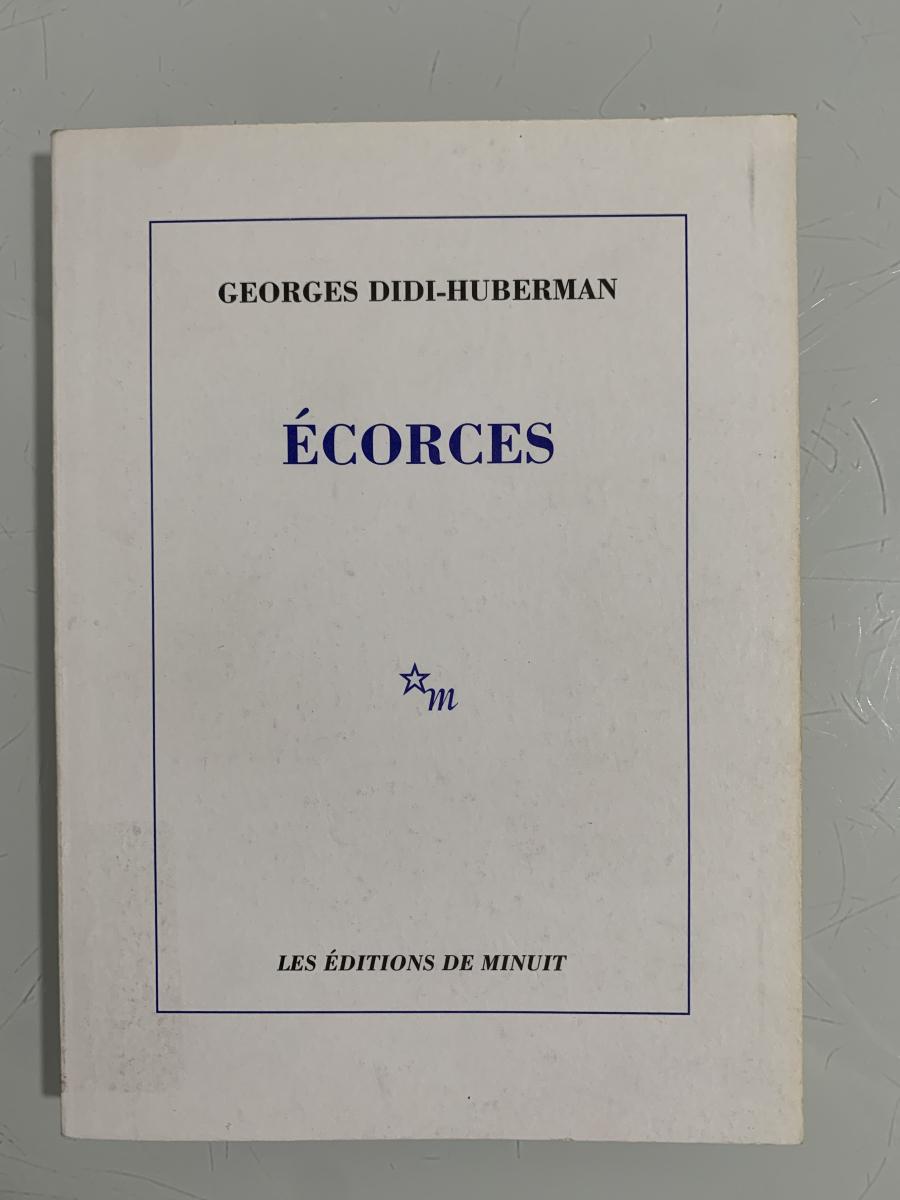 GEORGES DIDI-HUBERMAN
ÉCORCES
m
LES ÉDITIONS DE MINUIT